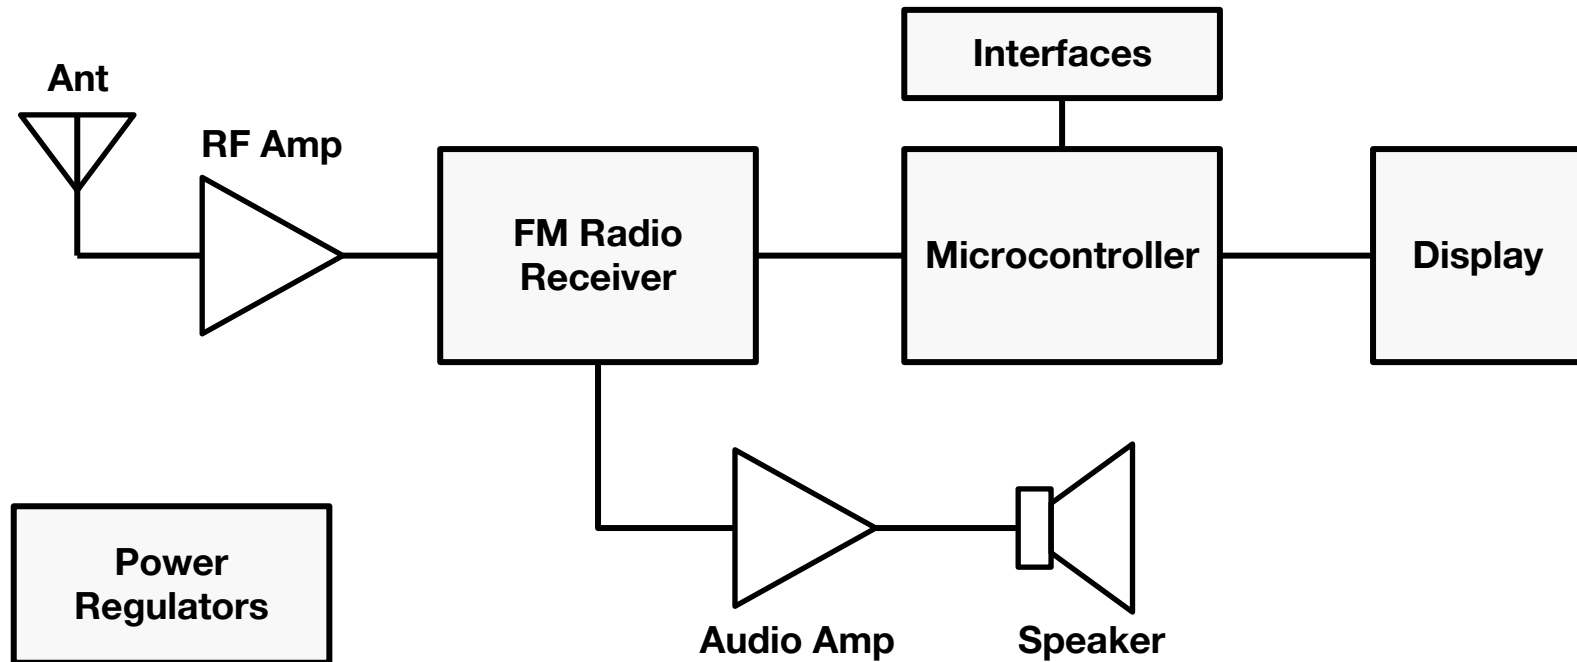 Interfaces
Ant
RF Amp
FM Radio
Receiver
Microcontroller
Display
Power
Regulators
Audio Amp
Speaker